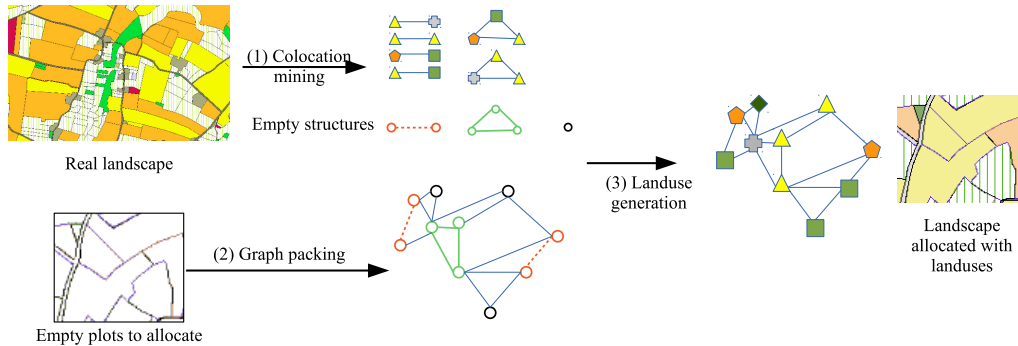 (1) Colocation
mining
Empty structures
Real landscape
(3) Landuse
generation
(2) Graph packing
Landscape
allocated with
landuses
Empty plots to allocate